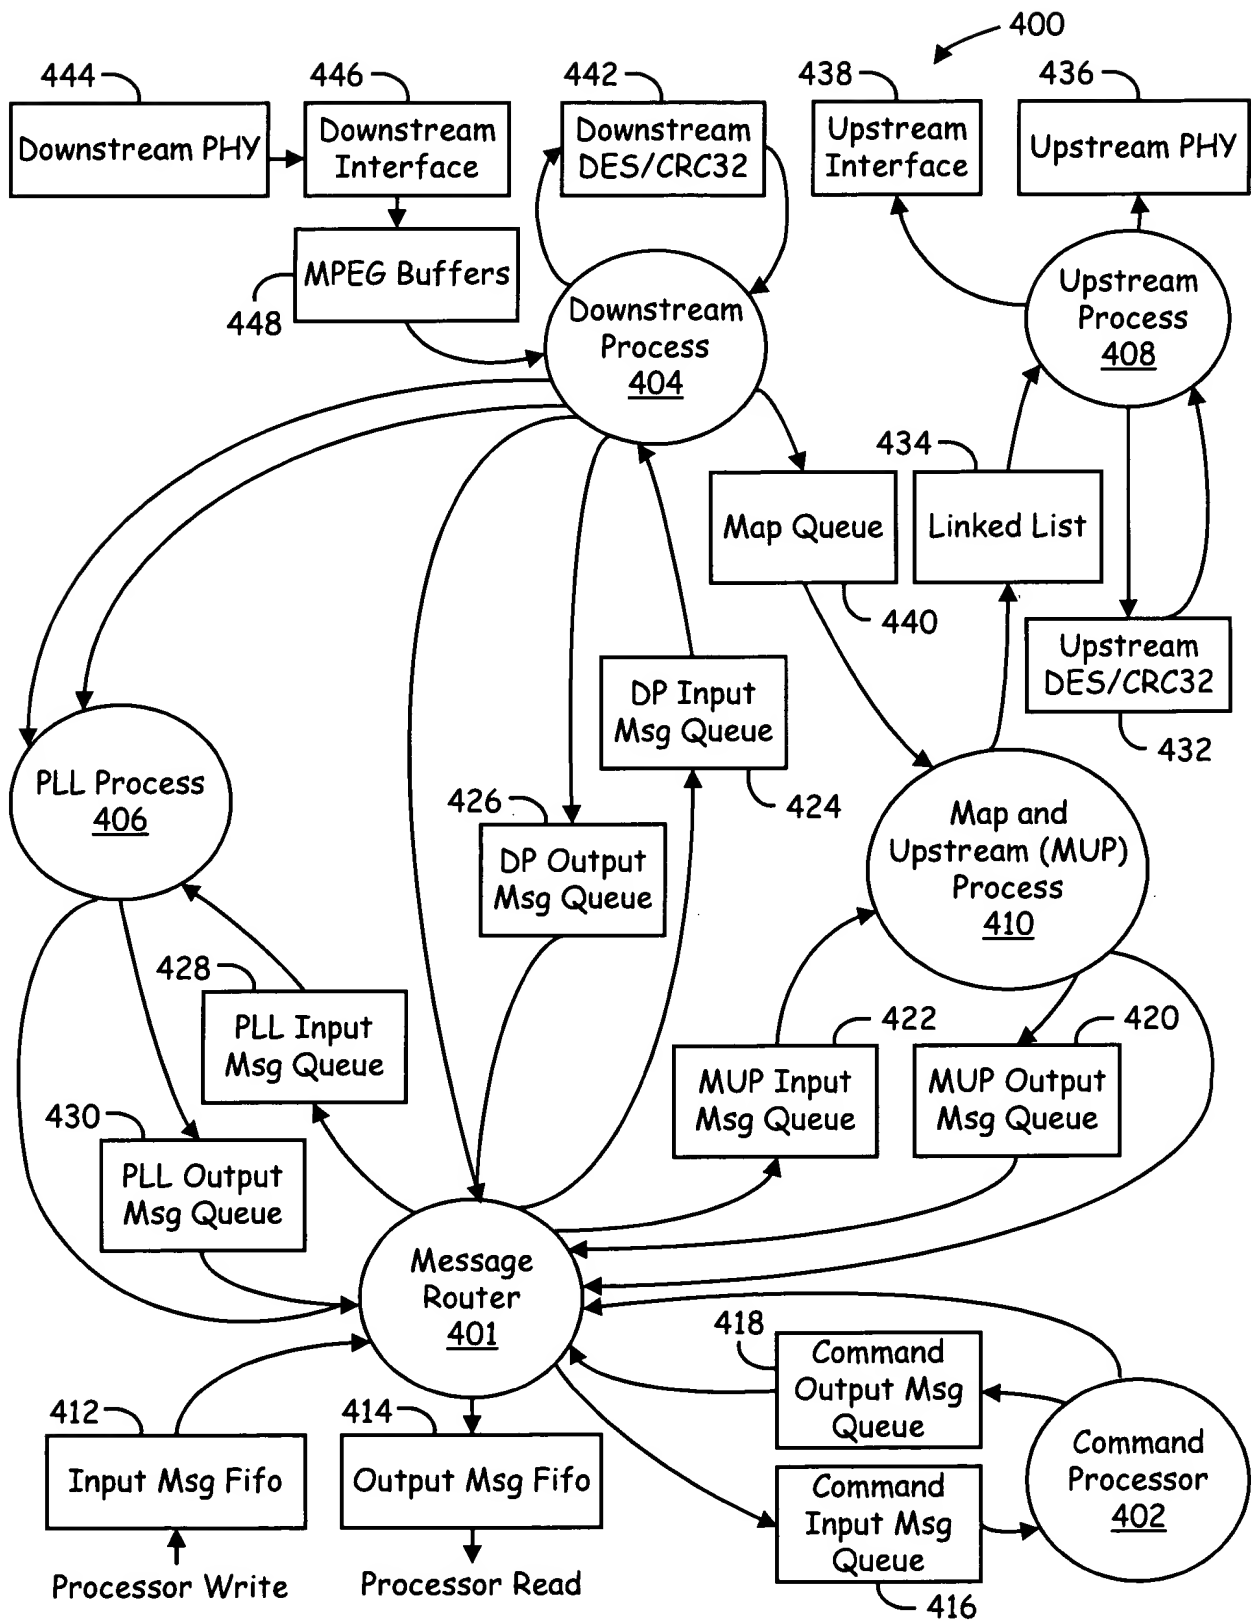 400
444
446
442
438
436
Downstream PHY
Downstream
Interface
Downstream
DES/CRC32
Upstream
Interface
Upstream PHY
MPEG Buffers
448
Downstream
Process
404
Upstream
Process
408
434
Map Queue
440
Linked List
Upstream
DES/CRC32
432
DP Input
Msg Queue
424
PLL Process
406
426
DP Output
Msg Queue
Map and
Upstream (MUP)
Process
410
428
PLL Input
Msg Queue
422
MUP Input
Msg Queue
420
MUP Output
Msg Queue
430
PLL Output
Msg Queue
Message
Router
401
418
Command
Output Msg
Queue
412
Input Msg Fifo
414
Output Msg Fifo
Command
Input Msg
Queue
416
Command
Processor
402
Processor Write
Processor Read